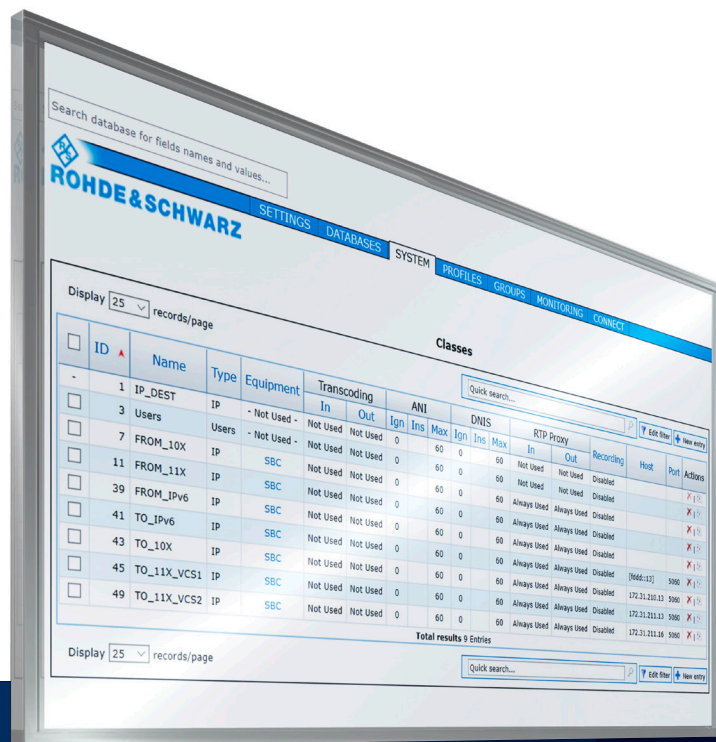 Search database for fields names and values...
R&S
ROHDE&SCHWARZ
SETTINGS DATABASES SYSTEM PROFILES GROUPS MONITORING CONNECT
Display 25 records/page
Classes
Quick search... Edit filter New entry
ID Name Type Equipment Transcoding ANI DNIS RTP Proxy Recording Host Port Actions
In Out Ign Ins Max Ign Ins Max In Out
- 1 IP_DEST IP - Not Used - Not Used Not Used 0 60 0 60 Not Used Not Used Disabled
3 Users Users - Not Used - Not Used Not Used 0 60 0 60 Not Used Not Used Disabled
7 FROM_10X IP SBC Not Used Not Used 0 60 0 60 Always Used Always Used Disabled
11 FROM_11X IP SBC Not Used Not Used 0 60 0 60 Always Used Always Used Disabled
39 FROM_IPv6 IP SBC Not Used Not Used 0 60 0 60 Always Used Always Used Disabled
41 TO_IPv6 IP SBC Not Used Not Used 0 60 0 60 Always Used Always Used Disabled [fddd::13] 5060
43 TO_10X IP SBC Not Used Not Used 0 60 0 60 Always Used Always Used Disabled 172.31.210.13 5060
45 TO_11X_VCS1 IP SBC Not Used Not Used 0 60 0 60 Always Used Always Used Disabled 172.31.211.13 5060
49 TO_11X_VCS2 IP SBC Not Used Not Used 0 60 0 60 Always Used Always Used Disabled 172.31.211.16 5060
Total results 9 Entries
Display 25 records/page
Quick search... Edit filter New entry